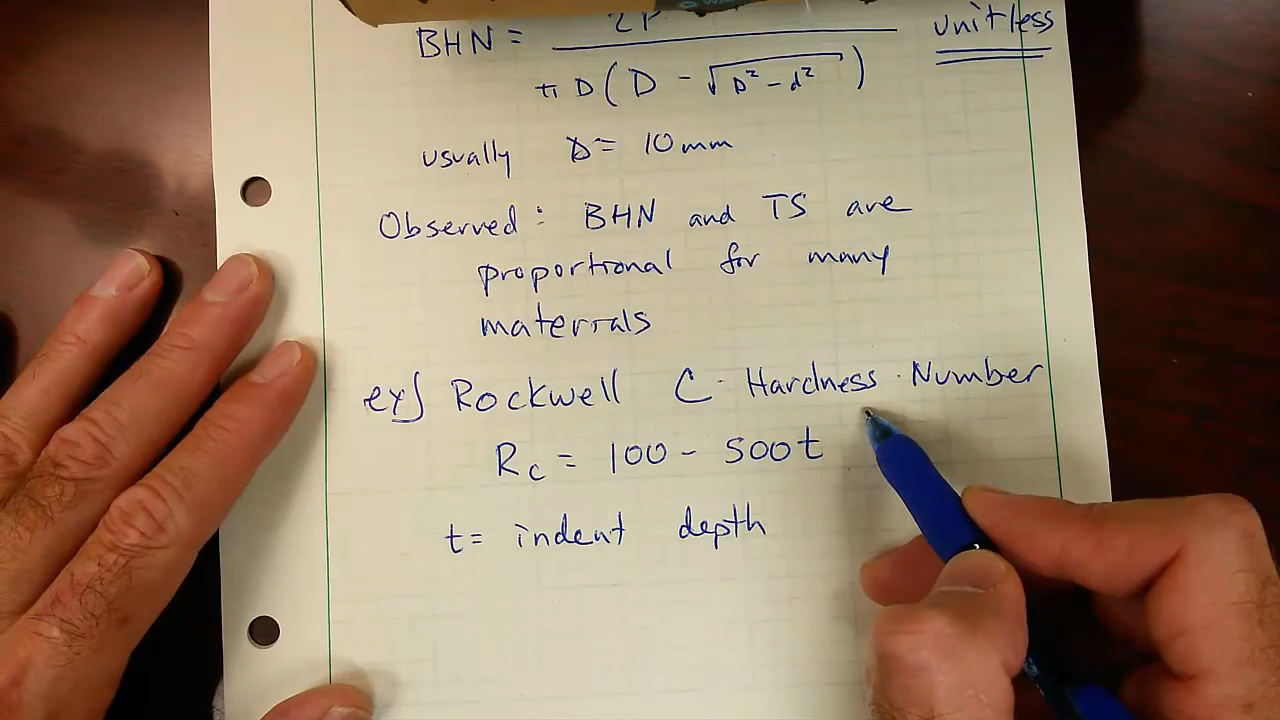 BHN = 2P unitless
π D (D - √D² - d²)
usually D = 10 mm
Observed: BHN and TS are
proportional for many
materials
ex) Rockwell C Hardness Number
Rc = 100 - 500t
t = indent depth